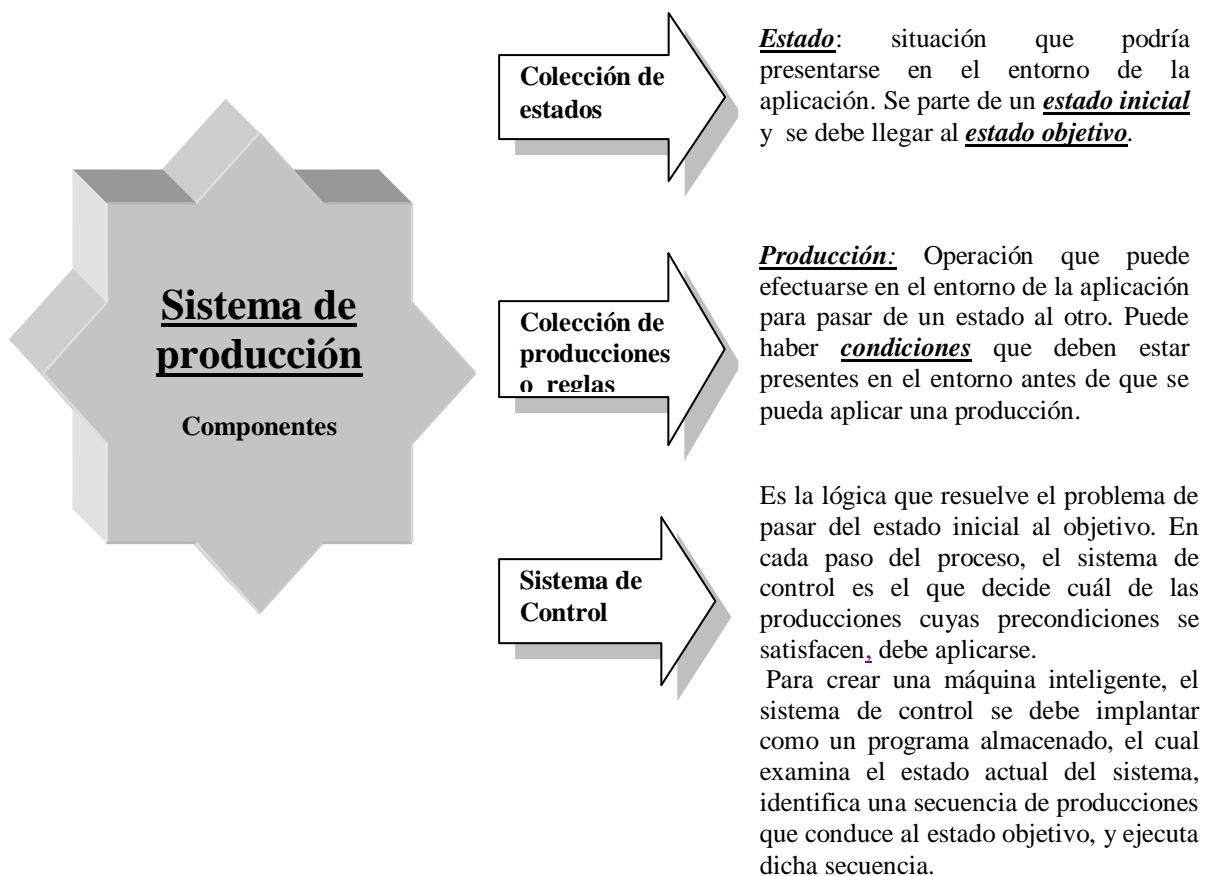 Sistema de
producción
Componentes
Colección de
estados
Estado: situación que podría
presentarse en el entorno de la
aplicación. Se parte de un estado inicial
y se debe llegar al estado objetivo.
Colección de
producciones
o reglas
Producción: Operación que puede
efectuarse en el entorno de la aplicación
para pasar de un estado al otro. Puede
haber condiciones que deben estar
presentes en el entorno antes de que se
pueda aplicar una producción.
Sistema de
Control
Es la lógica que resuelve el problema de
pasar del estado inicial al objetivo. En
cada paso del proceso, el sistema de
control es el que decide cuál de las
producciones cuyas precondiciones se
satisfacen, debe aplicarse.
Para crear una máquina inteligente, el
sistema de control se debe implantar
como un programa almacenado, el cual
examina el estado actual del sistema,
identifica una secuencia de producciones
que conduce al estado objetivo, y ejecuta
dicha secuencia.